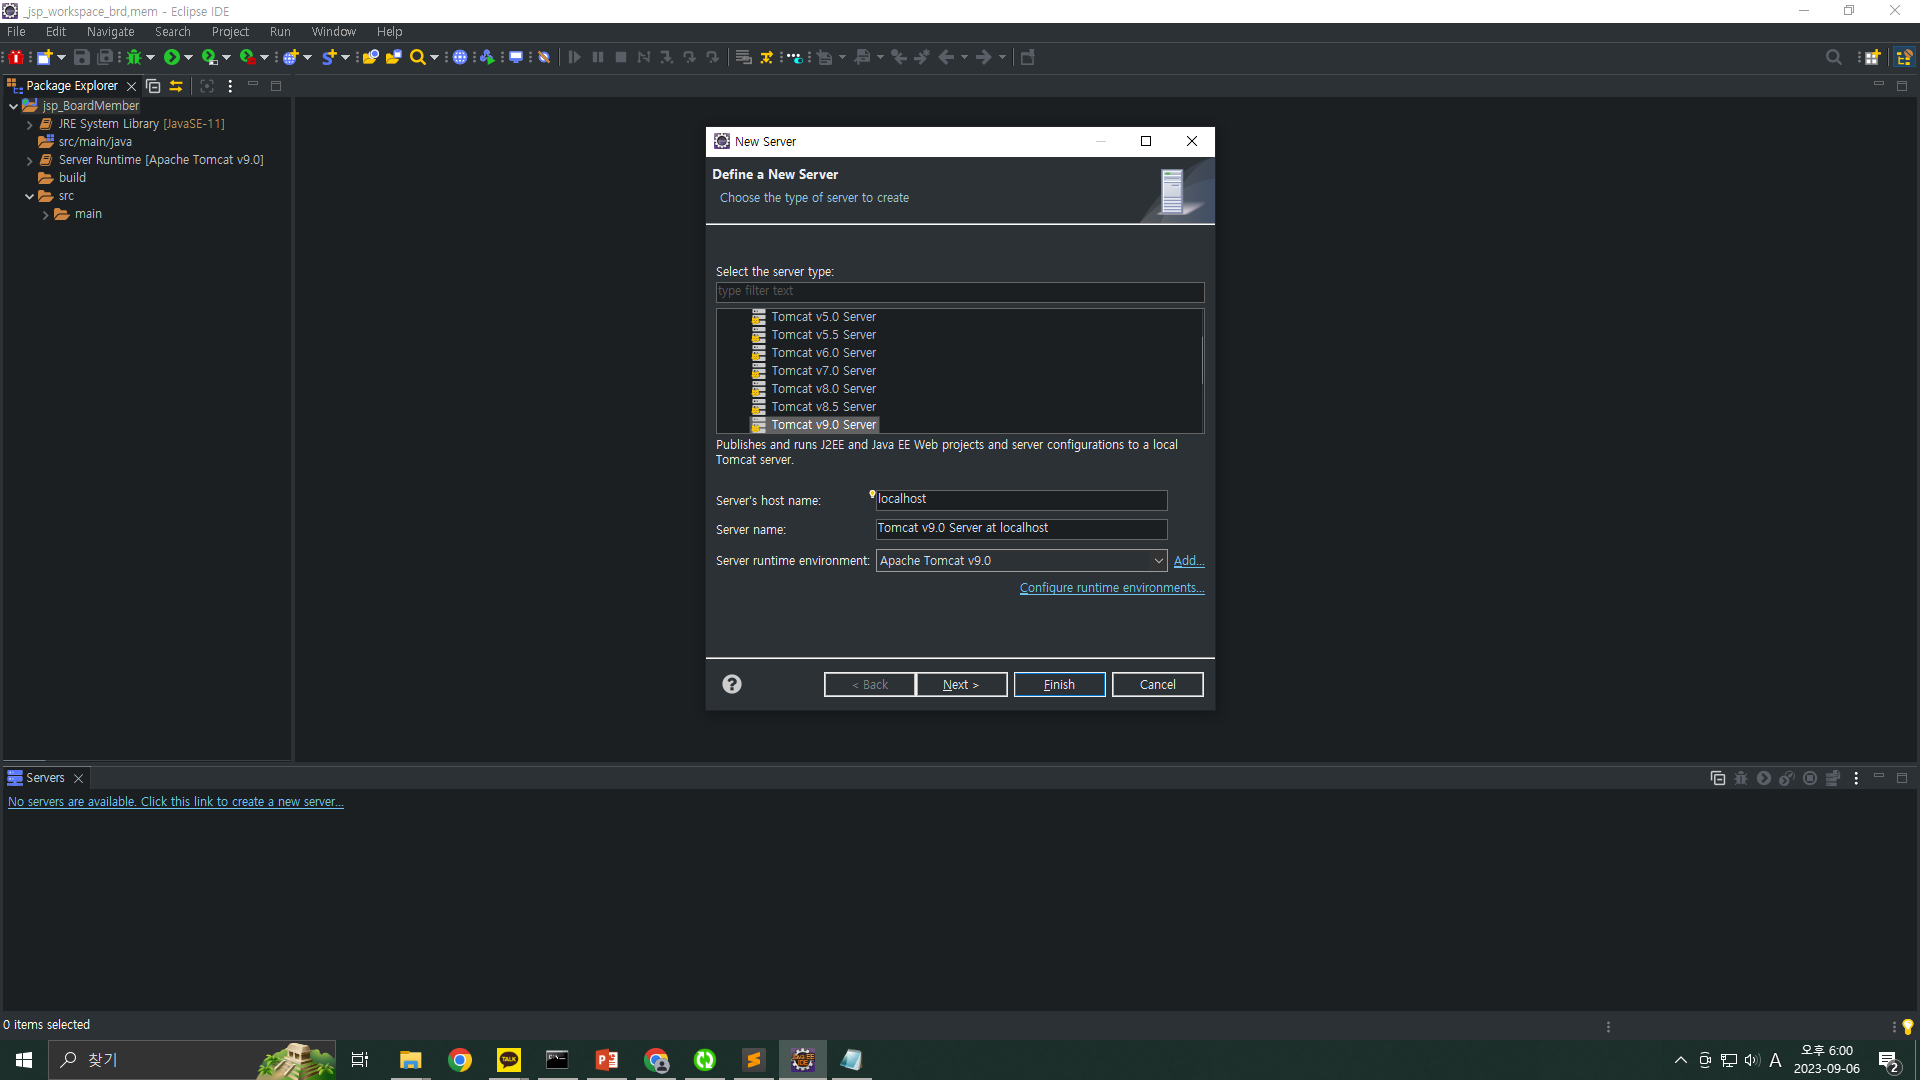 _jsp_workspace_brd,mem - Eclipse IDE
File Edit Navigate Search Project Run Window Help
Package Explorer
jsp_BoardMember
JRE System Library [JavaSE-11]
src/main/java
Server Runtime [Apache Tomcat v9.0]
build
src
main
New Server
Define a New Server
Choose the type of server to create
Select the server type:
type filter text
Tomcat v5.0 Server
Tomcat v5.5 Server
Tomcat v6.0 Server
Tomcat v7.0 Server
Tomcat v8.0 Server
Tomcat v8.5 Server
Tomcat v9.0 Server
Publishes and runs J2EE and Java EE Web projects and server configurations to a local
Tomcat server.
Server's host name: localhost
Server name: Tomcat v9.0 Server at localhost
Server runtime environment: Apache Tomcat v9.0 Add...
Configure runtime environments...
< Back Next > Finish Cancel
Servers
No servers are available. Click this link to create a new server...
0 items selected
찾기
TALK
A
오후 6:00
2023-09-06
2